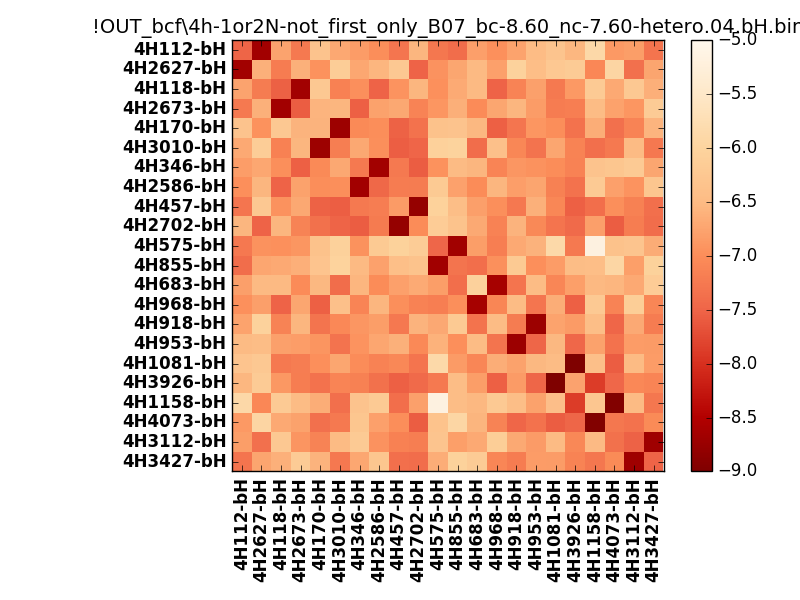 !OUT_bcf\4h-1or2N-not_first_only_B07_bc-8.60_nc-7.60-hetero.04.bH.bin
4H112-bH
4H2627-bH
4H118-bH
4H2673-bH
4H170-bH
4H3010-bH
4H346-bH
4H2586-bH
4H457-bH
4H2702-bH
4H575-bH
4H855-bH
4H683-bH
4H968-bH
4H918-bH
4H953-bH
4H1081-bH
4H3926-bH
4H1158-bH
4H4073-bH
4H3112-bH
4H3427-bH
4H112-bH
4H2627-bH
4H118-bH
4H2673-bH
4H170-bH
4H3010-bH
4H346-bH
4H2586-bH
4H457-bH
4H2702-bH
4H575-bH
4H855-bH
4H683-bH
4H968-bH
4H918-bH
4H953-bH
4H1081-bH
4H3926-bH
4H1158-bH
4H4073-bH
4H3112-bH
4H3427-bH
−5.0
−5.5
−6.0
−6.5
−7.0
−7.5
−8.0
−8.5
−9.0